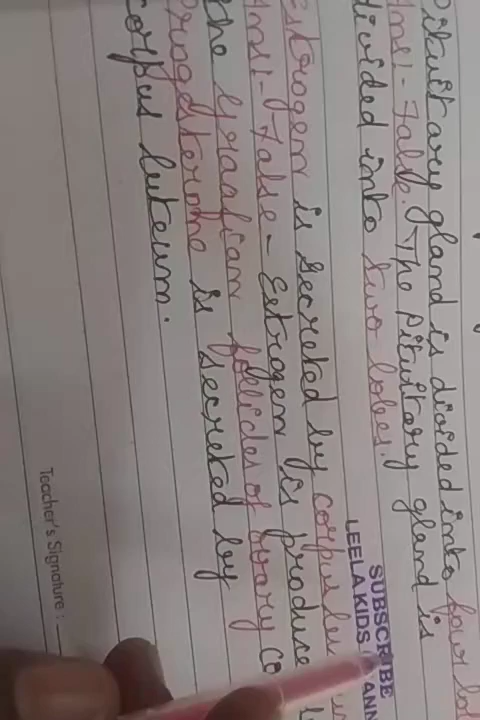 Pituitary gland is divided into four
Ans:- False. The Pituitary gland is
divided into two lobes.
SUBSCRIBE
LEELA KIDS
Estrogen is secreted by corpus
Ans:- False - Estrogen is produce
the graafian follicles of ovary
Progesterone is secreted by
corpus luteum.
Teacher's Signature :